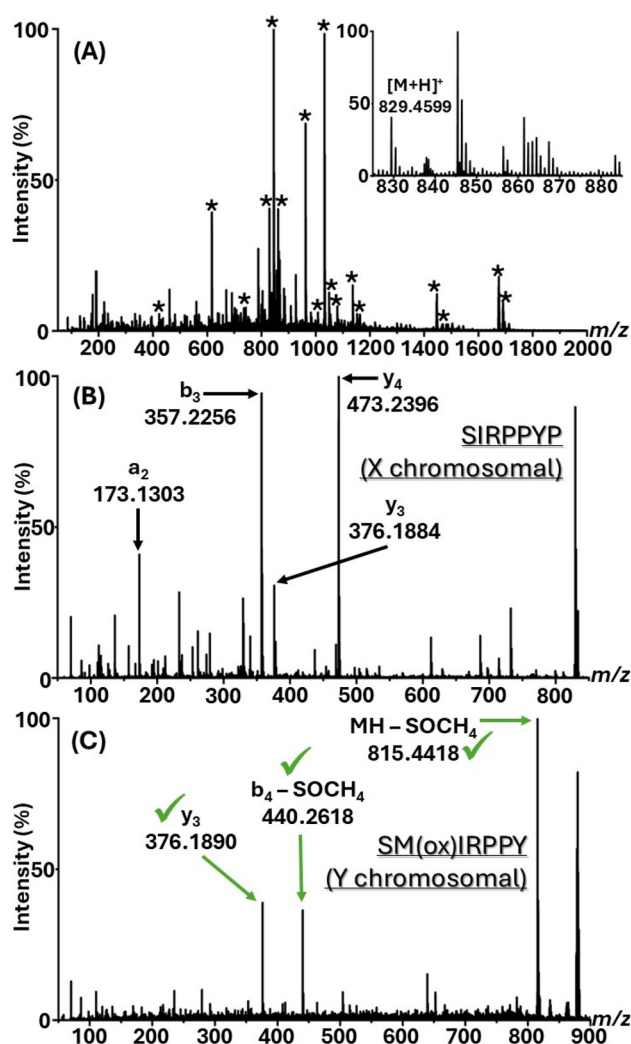 (A)
Intensity (%)
100
50
0
* * * * * * * * * * * * * * * *
200 400 600 800 1000 1200 1400 1600 1800 2000
m/z
100
50
0
[M+H]+
829.4599
830 840 850 860 870 880
(B)
Intensity (%)
100
50
0
b3
357.2256
y4
473.2396
SIRPPYP
(X chromosomal)
a2
173.1303
y3
376.1884
100 200 300 400 500 600 700 800
m/z
(C)
Intensity (%)
100
50
0
MH – SOCH4
815.4418
b4 – SOCH4
440.2618
y3
376.1890
SM(ox)IRPPY
(Y chromosomal)
100 200 300 400 500 600 700 800 900
m/z